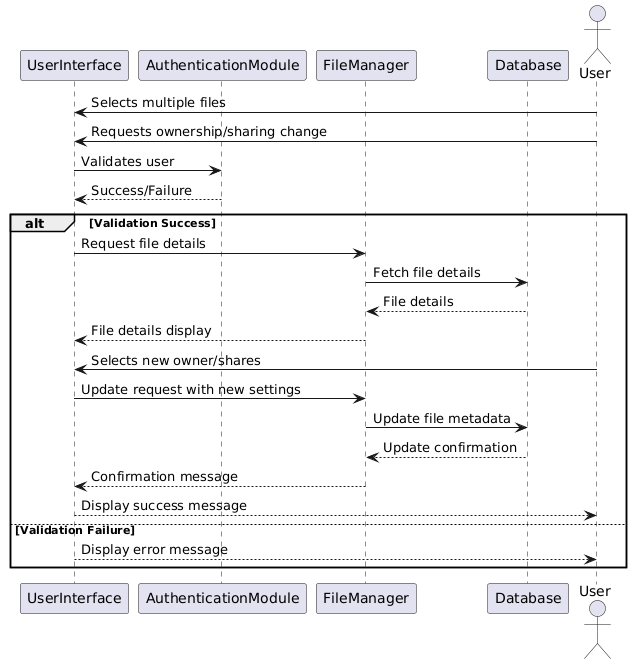 UserInterface AuthenticationModule FileManager Database User
Selects multiple files
Requests ownership/sharing change
Validates user
Success/Failure
alt [Validation Success]
Request file details
Fetch file details
File details
File details display
Selects new owner/shares
Update request with new settings
Update file metadata
Update confirmation
Confirmation message
Display success message
[Validation Failure]
Display error message
UserInterface AuthenticationModule FileManager Database User